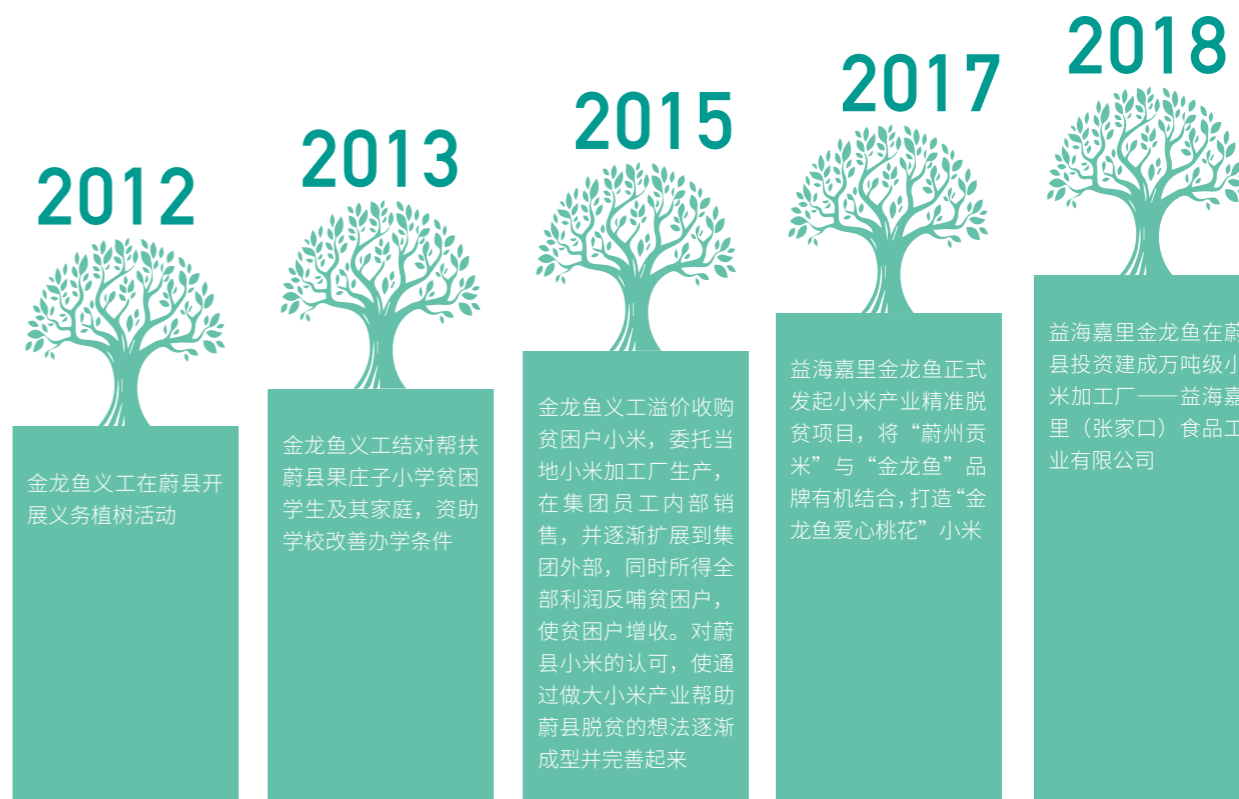 2012
金龙鱼义工在蔚县开
展义务植树活动
2013
金龙鱼义工结对帮扶
蔚县果庄子小学贫困
学生及其家庭，资助
学校改善办学条件
2015
金龙鱼义工溢价收购
贫困户小米，委托当
地小米加工厂生产，
在集团员工内部销
售，并逐渐扩展到集
团外部，同时所得全
部利润反哺贫困户，
使贫困户增收。对蔚
县小米的认可，使通
过做大小米产业帮助
蔚县脱贫的想法逐渐
成型并完善起来
2017
益海嘉里金龙鱼正式
发起小米产业精准脱
贫项目，将“蔚州贡
米”与“金龙鱼”品
牌有机结合，打造“金
龙鱼爱心桃花”小米
2018
益海嘉里金龙鱼在蔚
县投资建成万吨级小
米加工厂——益海嘉
里（张家口）食品工
业有限公司